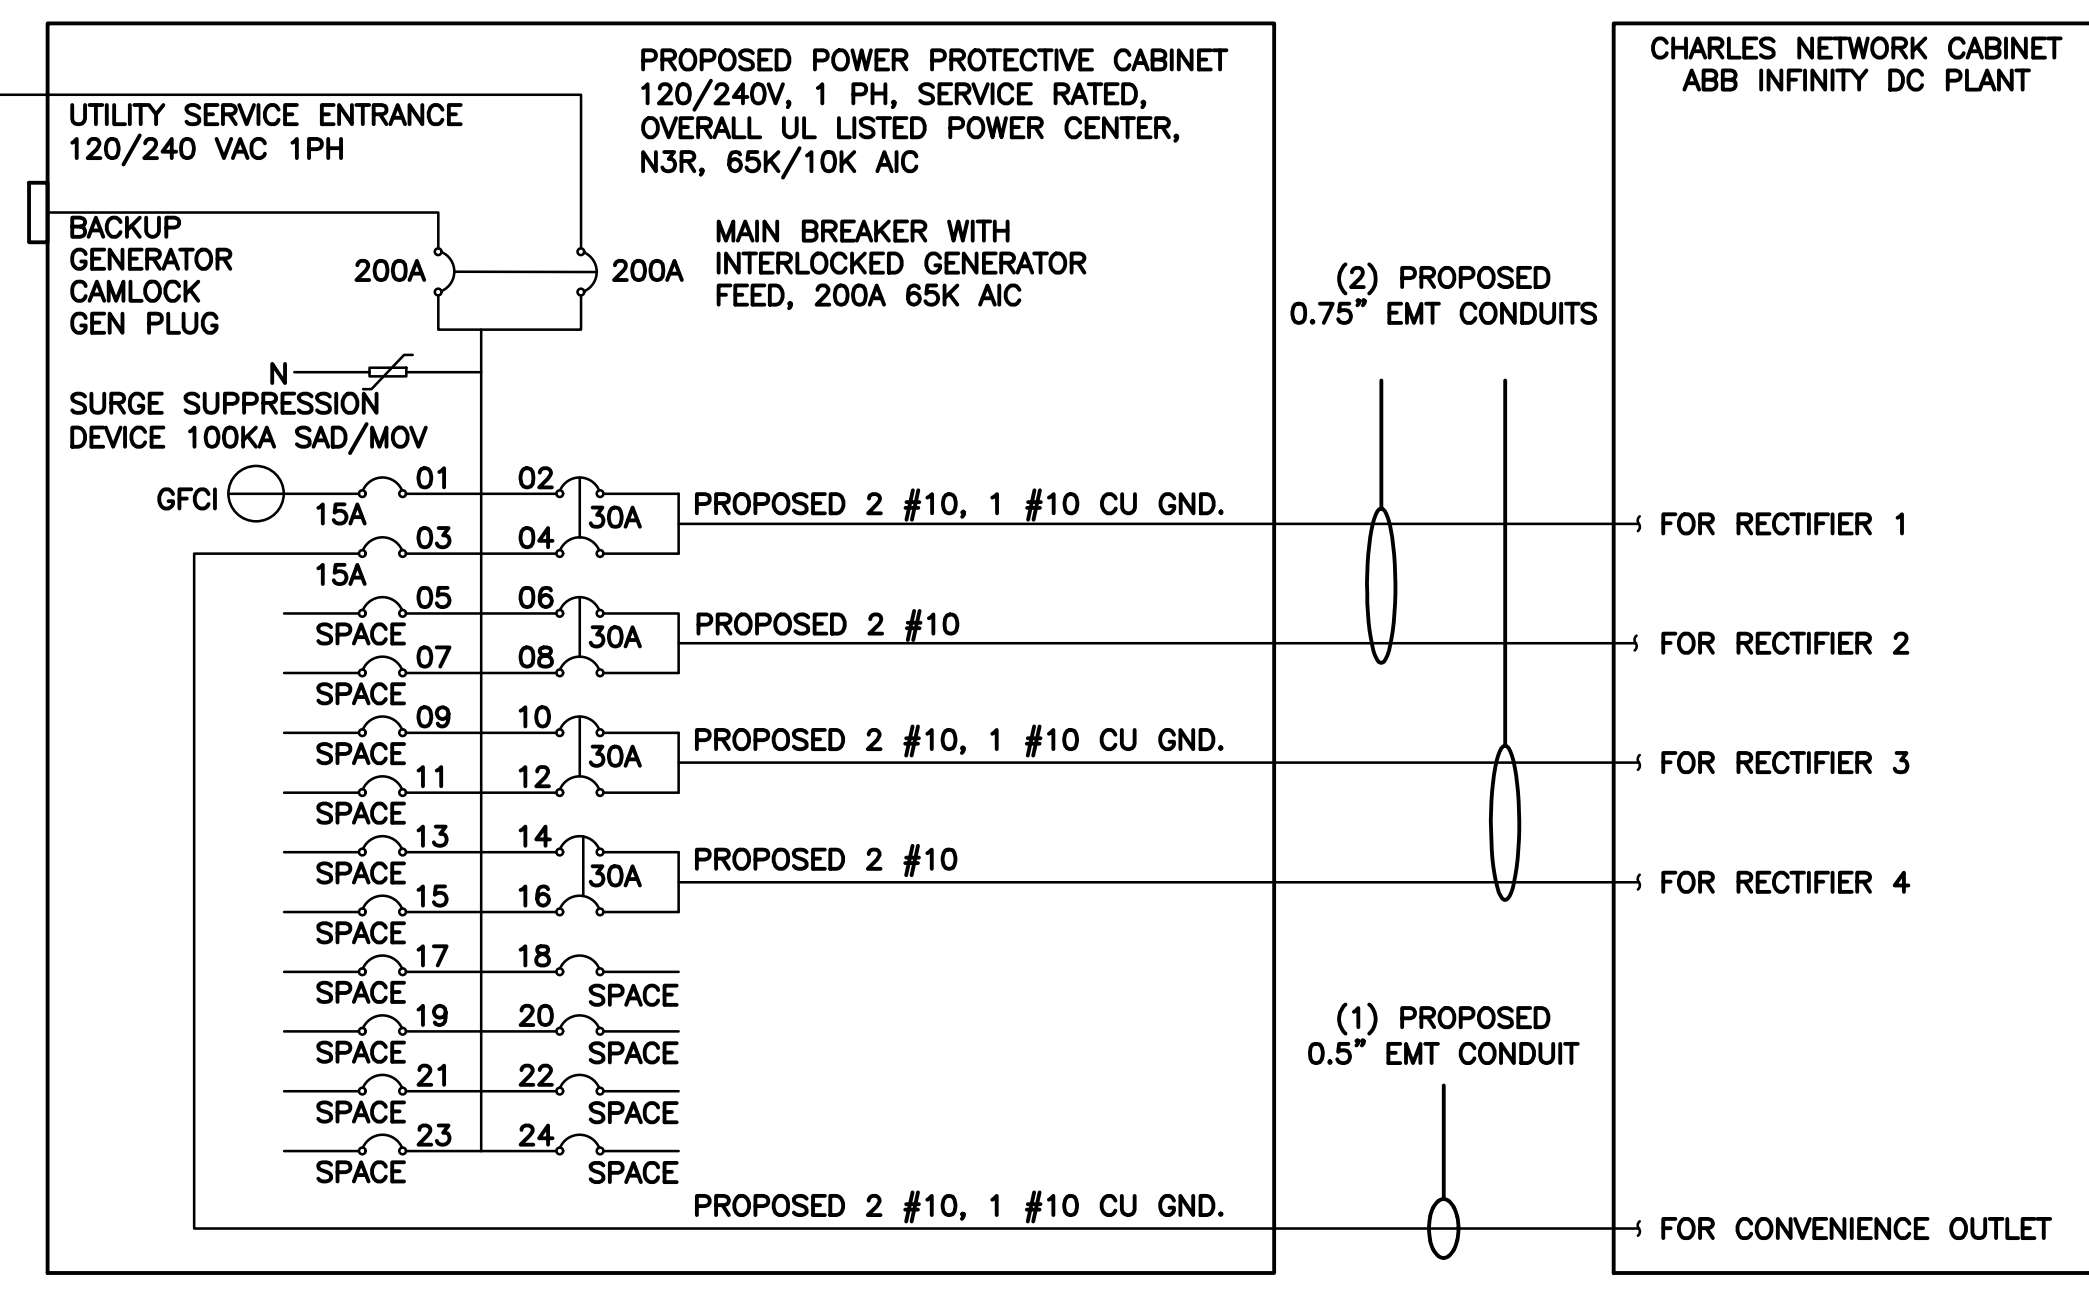 PROPOSED POWER PROTECTIVE CABINET
120/240V, 1 PH, SERVICE RATED,
OVERALL UL LISTED POWER CENTER,
N3R, 65K/10K AIC
CHARLES NETWORK CABINET
ABB INFINITY DC PLANT
UTILITY SERVICE ENTRANCE
120/240 VAC 1PH
BACKUP
GENERATOR
CAMLOCK
GEN PLUG
200A
200A
MAIN BREAKER WITH
INTERLOCKED GENERATOR
FEED, 200A 65K AIC
(2) PROPOSED
0.75" EMT CONDUITS
N
SURGE SUPPRESSION
DEVICE 100KA SAD/MOV
GFCI
01
02
15A
30A
PROPOSED 2 #10, 1 #10 CU GND.
FOR RECTIFIER 1
03
04
15A
05
06
SPACE
30A
PROPOSED 2 #10
FOR RECTIFIER 2
07
08
SPACE
09
10
SPACE
30A
PROPOSED 2 #10, 1 #10 CU GND.
FOR RECTIFIER 3
11
12
SPACE
13
14
SPACE
30A
PROPOSED 2 #10
FOR RECTIFIER 4
15
16
SPACE
17
18
SPACE
SPACE
19
20
SPACE
SPACE
21
22
SPACE
SPACE
23
24
SPACE
SPACE
(1) PROPOSED
0.5" EMT CONDUIT
PROPOSED 2 #10, 1 #10 CU GND.
FOR CONVENIENCE OUTLET